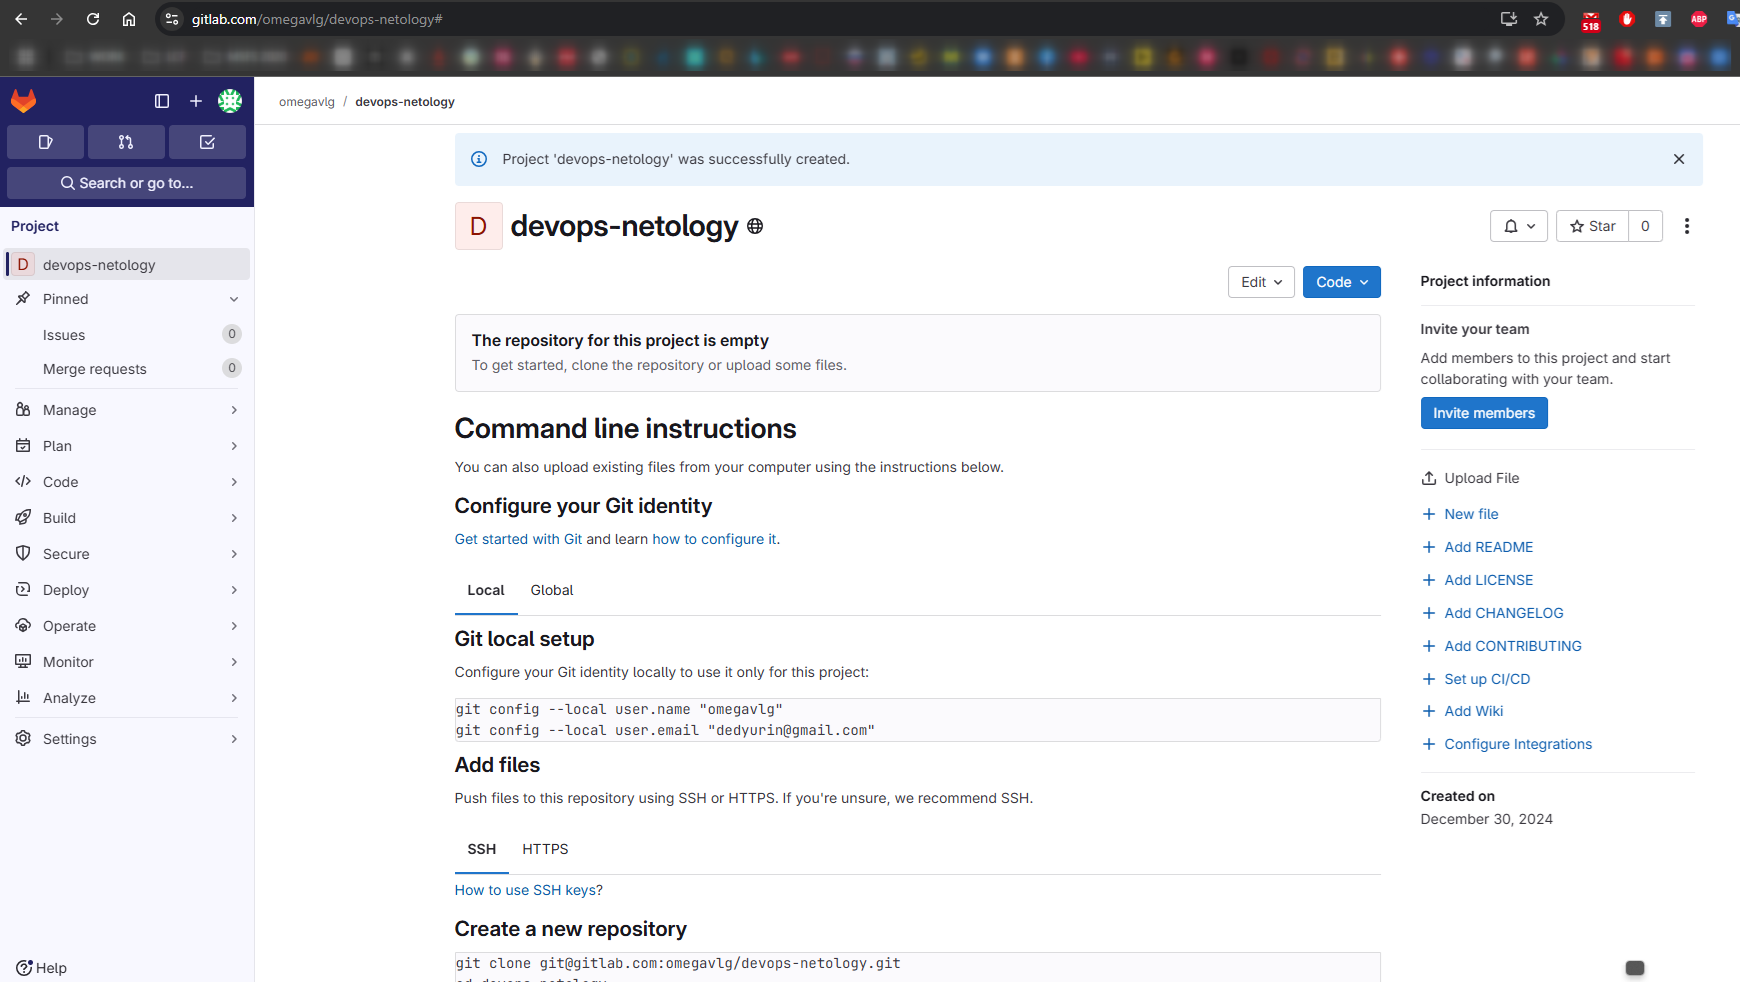 gitlab.com/omegavlg/devops-netology#
518
ABP
omegavlg / devops-netology
Search or go to...
Project
D devops-netology
Pinned
Issues 0
Merge requests 0
Manage
Plan
Code
Build
Secure
Deploy
Operate
Monitor
Analyze
Settings
Help
Project 'devops-netology' was successfully created.
D devops-netology
Star 0
Edit Code
The repository for this project is empty
To get started, clone the repository or upload some files.
Command line instructions
You can also upload existing files from your computer using the instructions below.
Configure your Git identity
Get started with Git and learn how to configure it.
Local Global
Git local setup
Configure your Git identity locally to use it only for this project:
git config --local user.name "omegavlg"
git config --local user.email "dedyurin@gmail.com"
Add files
Push files to this repository using SSH or HTTPS. If you're unsure, we recommend SSH.
SSH HTTPS
How to use SSH keys?
Create a new repository
git clone git@gitlab.com:omegavlg/devops-netology.git
cd devops-netology
Project information
Invite your team
Add members to this project and start
collaborating with your team.
Invite members
Upload File
New file
Add README
Add LICENSE
Add CHANGELOG
Add CONTRIBUTING
Set up CI/CD
Add Wiki
Configure Integrations
Created on
December 30, 2024